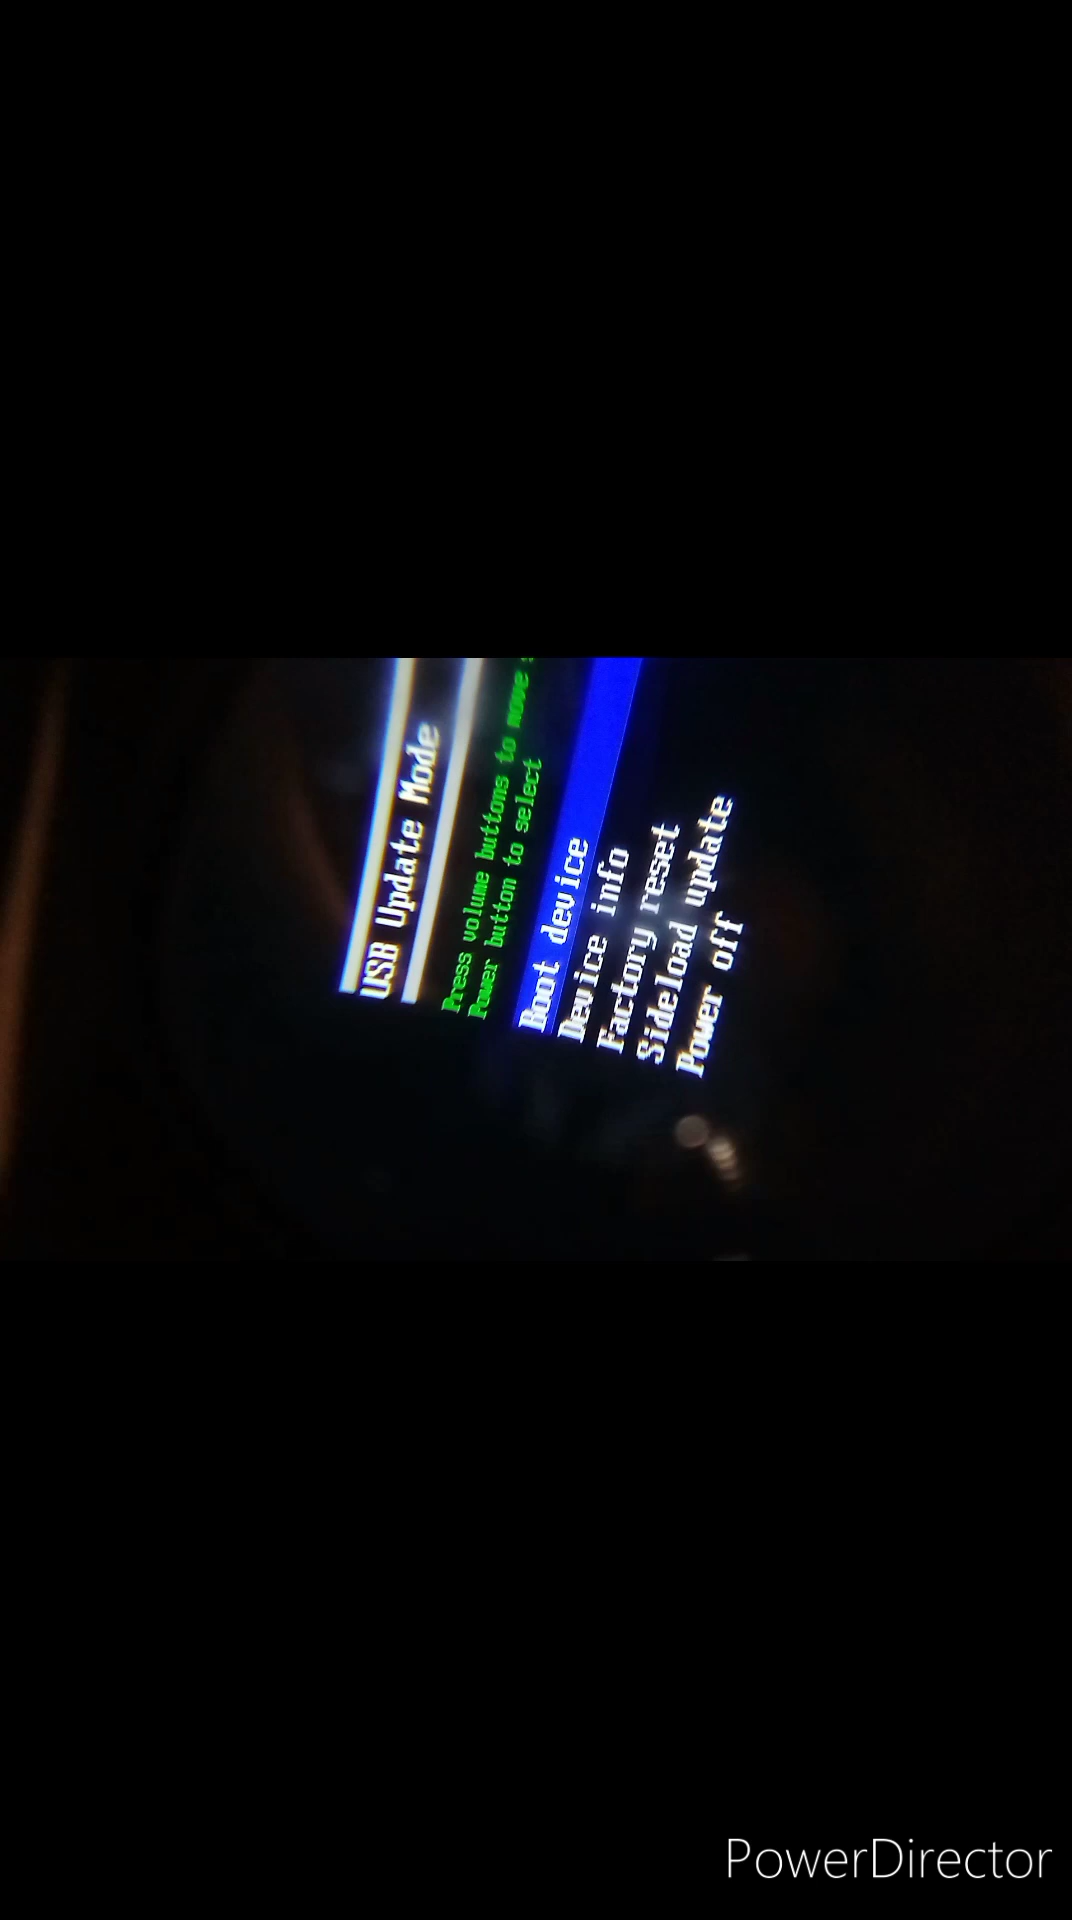 USB Update Mode
Press volume buttons to move
Power button to select
Boot device
Device info
Factory reset
Sideload update
Power off
PowerDirector